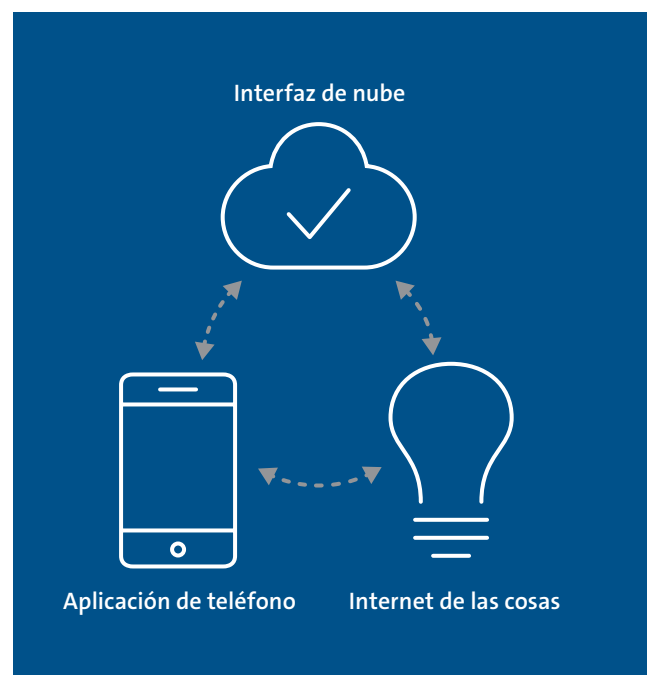 Interfaz de nube
Aplicación de teléfono
Internet de las cosas